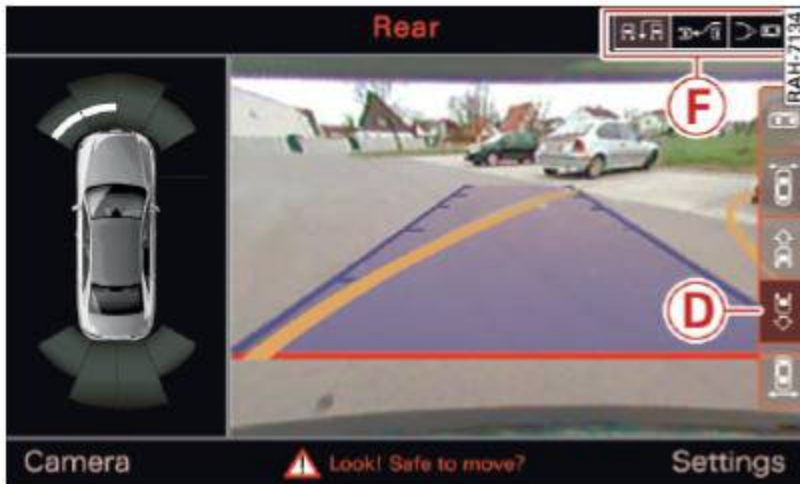 Rear
RAH-7134
F
D
Camera
Look! Safe to move?
Settings